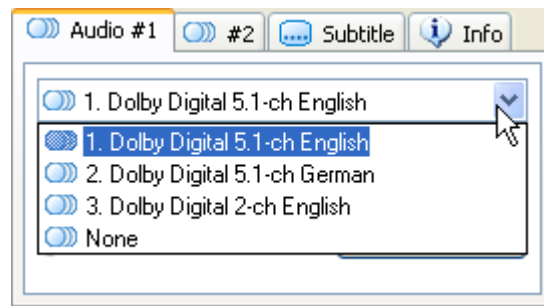 Audio #1 #2 Subtitle Info
1. Dolby Digital 5.1-ch English
1. Dolby Digital 5.1-ch English
2. Dolby Digital 5.1-ch German
3. Dolby Digital 2-ch English
None